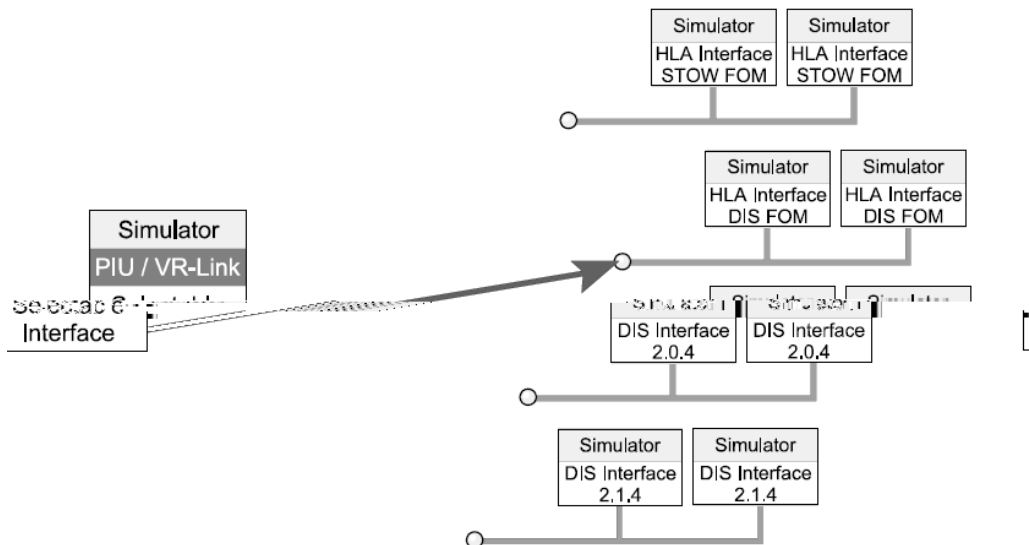 Simulator
HLA Interface
STOW FOM
Simulator
HLA Interface
STOW FOM
Simulator
HLA Interface
DIS FOM
Simulator
HLA Interface
DIS FOM
Simulator
PIU / VR-Link
Interface
DIS Interface
2.0.4
DIS Interface
2.0.4
Simulator
DIS Interface
2.1.4
Simulator
DIS Interface
2.1.4